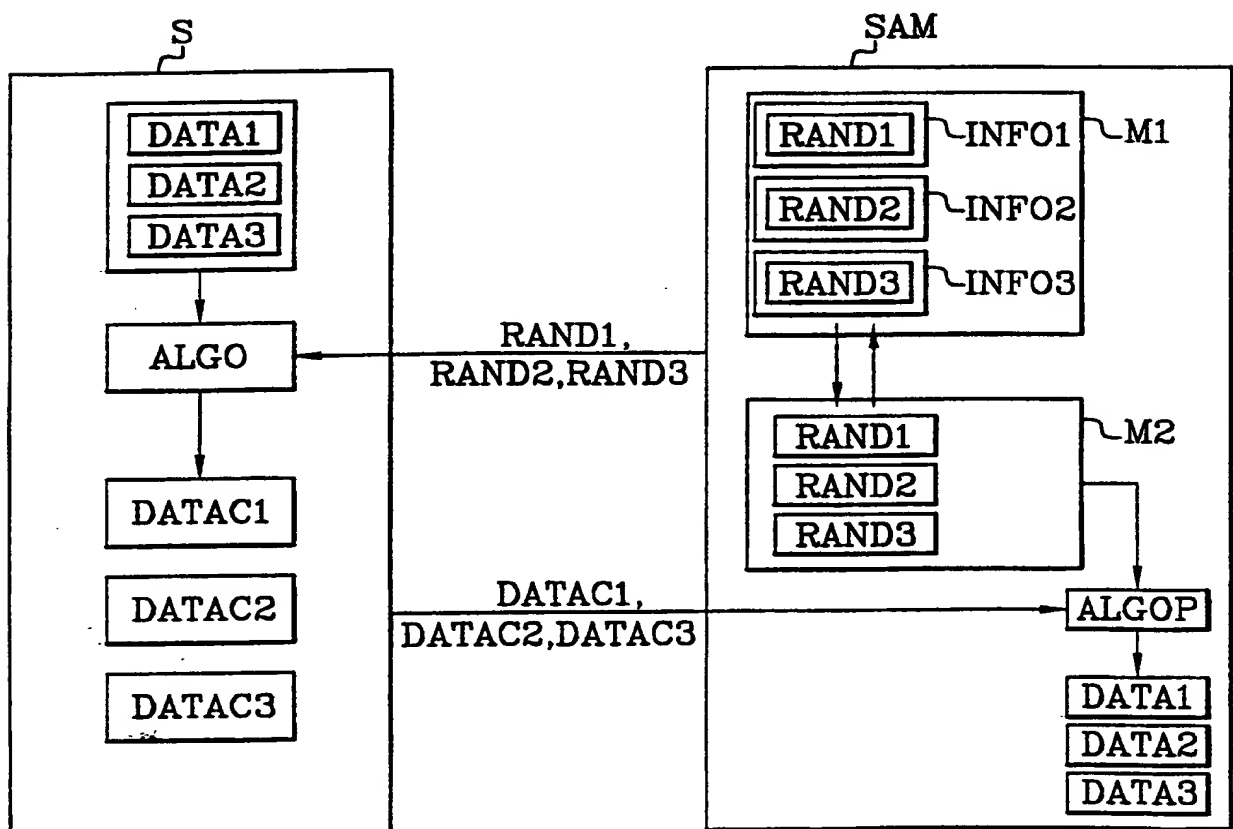 S
DATA1
DATA2
DATA3
ALGO
DATAC1
DATAC2
DATAC3
RAND1,
RAND2,RAND3
DATAC1,
DATAC2,DATAC3
SAM
RAND1
INFO1
M1
RAND2
INFO2
RAND3
INFO3
RAND1
M2
RAND2
RAND3
ALGOP
DATA1
DATA2
DATA3